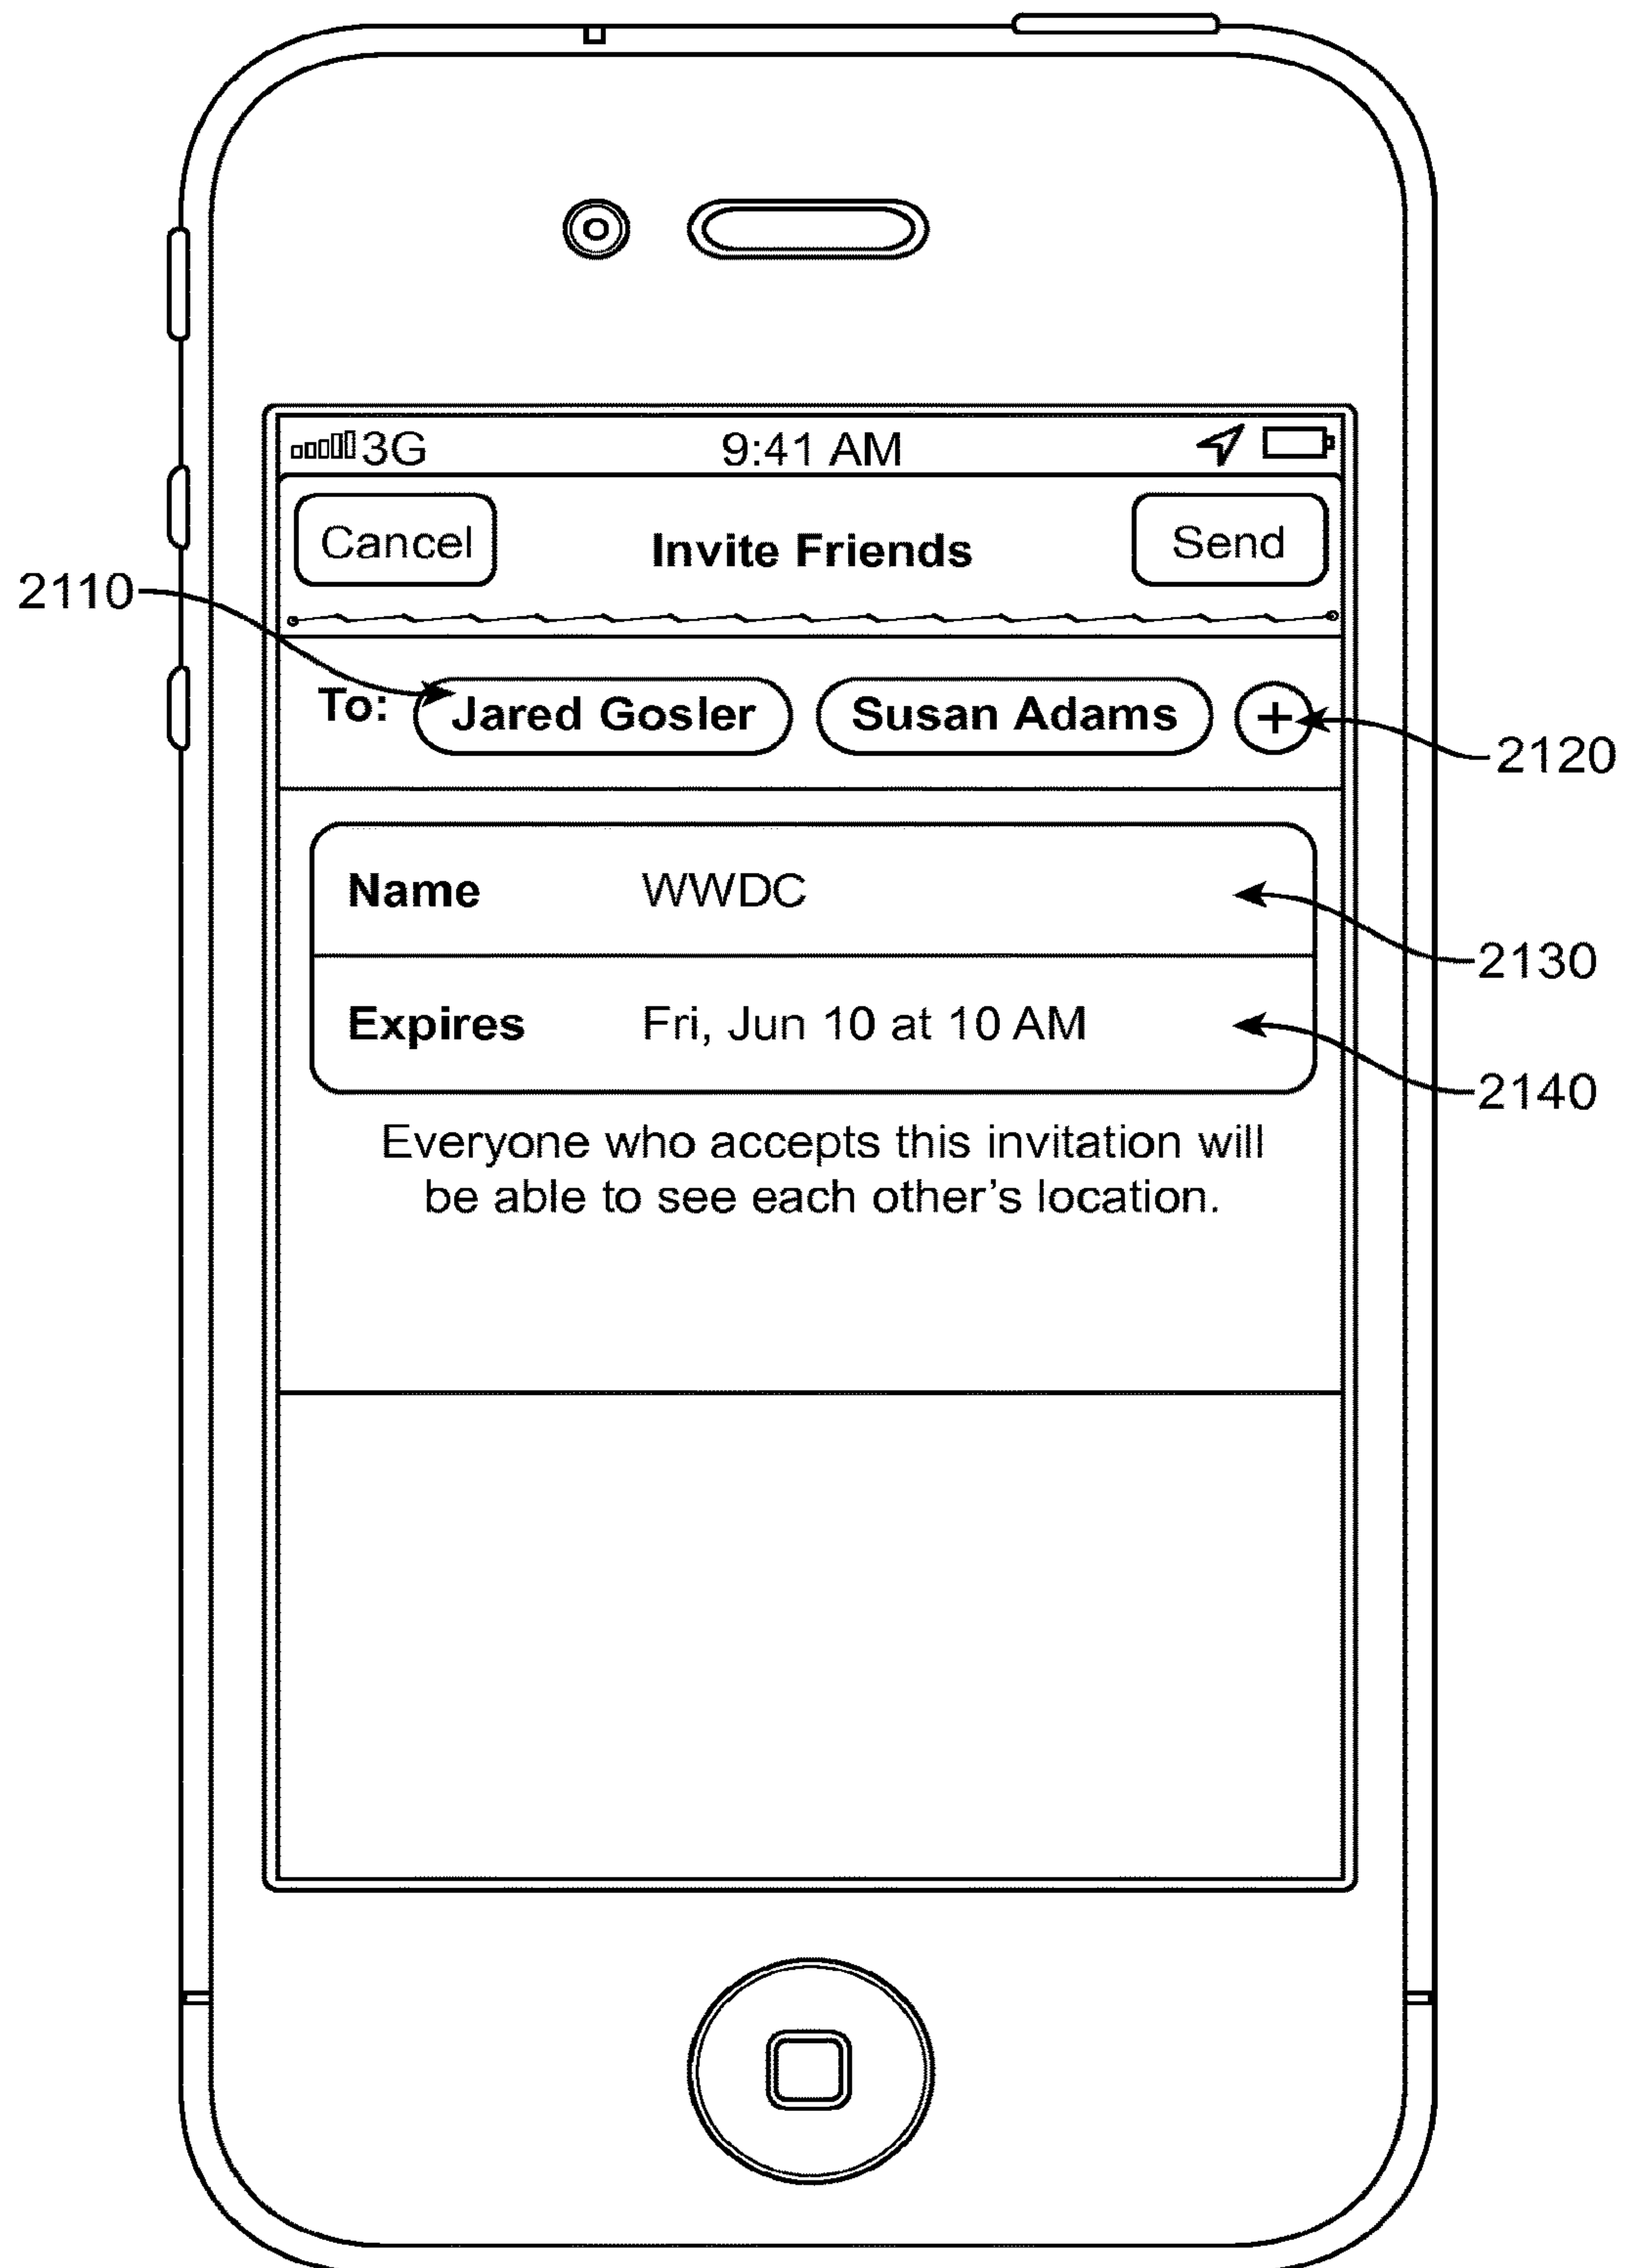 3G 9:41 AM
Cancel Invite Friends Send
2110
To: Jared Gosler Susan Adams +
2120
Name WWDC
2130
Expires Fri, Jun 10 at 10 AM
2140
Everyone who accepts this invitation will
be able to see each other's location.